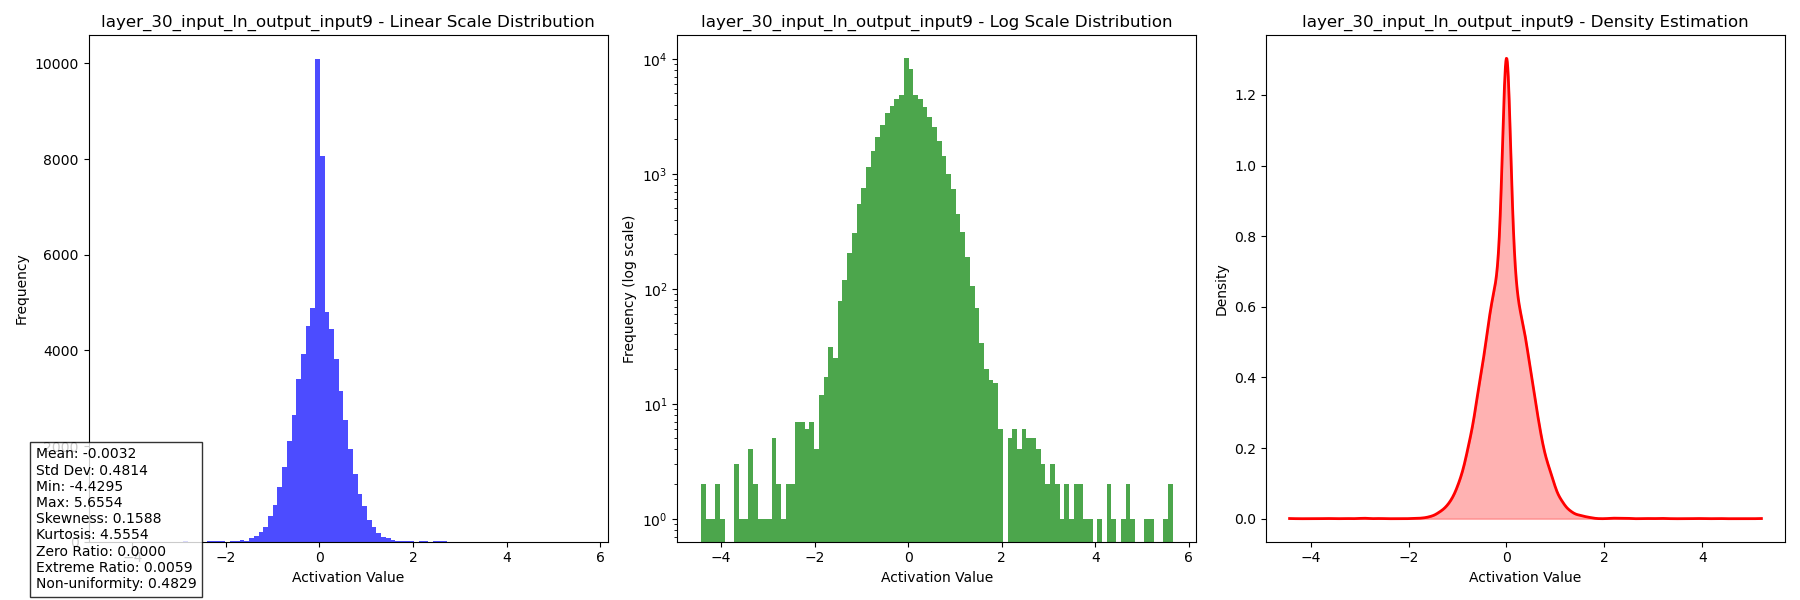 layer_30_input_ln_output_input9 - Linear Scale Distribution
10000
8000
6000
4000
2000
0
Frequency
−4 −2 0 2 4 6
Activation Value
Mean: -0.0032
Std Dev: 0.4814
Min: -4.4295
Max: 5.6554
Skewness: 0.1588
Kurtosis: 4.5554
Zero Ratio: 0.0000
Extreme Ratio: 0.0059
Non-uniformity: 0.4829
layer_30_input_ln_output_input9 - Log Scale Distribution
10⁴
10³
10²
10¹
10⁰
Frequency (log scale)
−4 −2 0 2 4 6
Activation Value
layer_30_input_ln_output_input9 - Density Estimation
1.2
1.0
0.8
0.6
0.4
0.2
0.0
Density
−4 −2 0 2 4
Activation Value